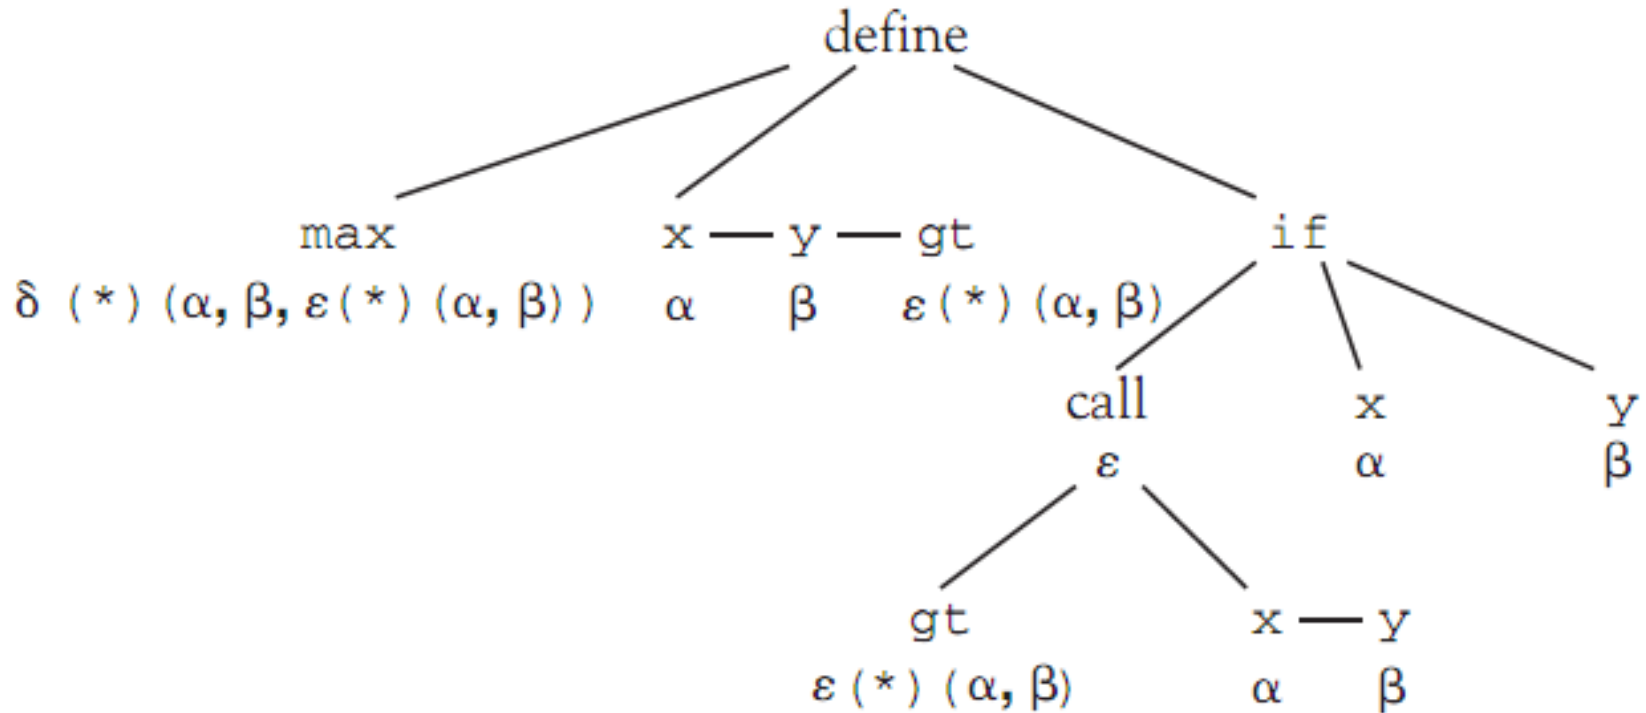 define
max x y gt if
δ (*) (α, β, ε(*) (α, β) ) α β ε(*) (α, β)
call x y
ε α β
gt x y
ε (*) (α, β) α β